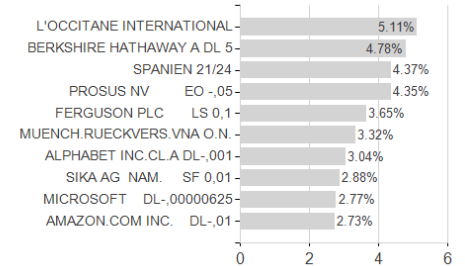 L'OCCITANE INTERNATIONAL 5.11%
BERKSHIRE HATHAWAY A DL 5 4.78%
SPANIEN 21/24 4.37%
PROSUS NV EO -,05 4.35%
FERGUSON PLC LS 0,1 3.65%
MUENCH.RUECKVERS.VNA O.N. 3.32%
ALPHABET INC.CL.A DL-,001 3.04%
SIKA AG NAM. SF 0,01 2.88%
MICROSOFT DL-,00000625 2.77%
AMAZON.COM INC. DL-,01 2.73%
0 2 4 6